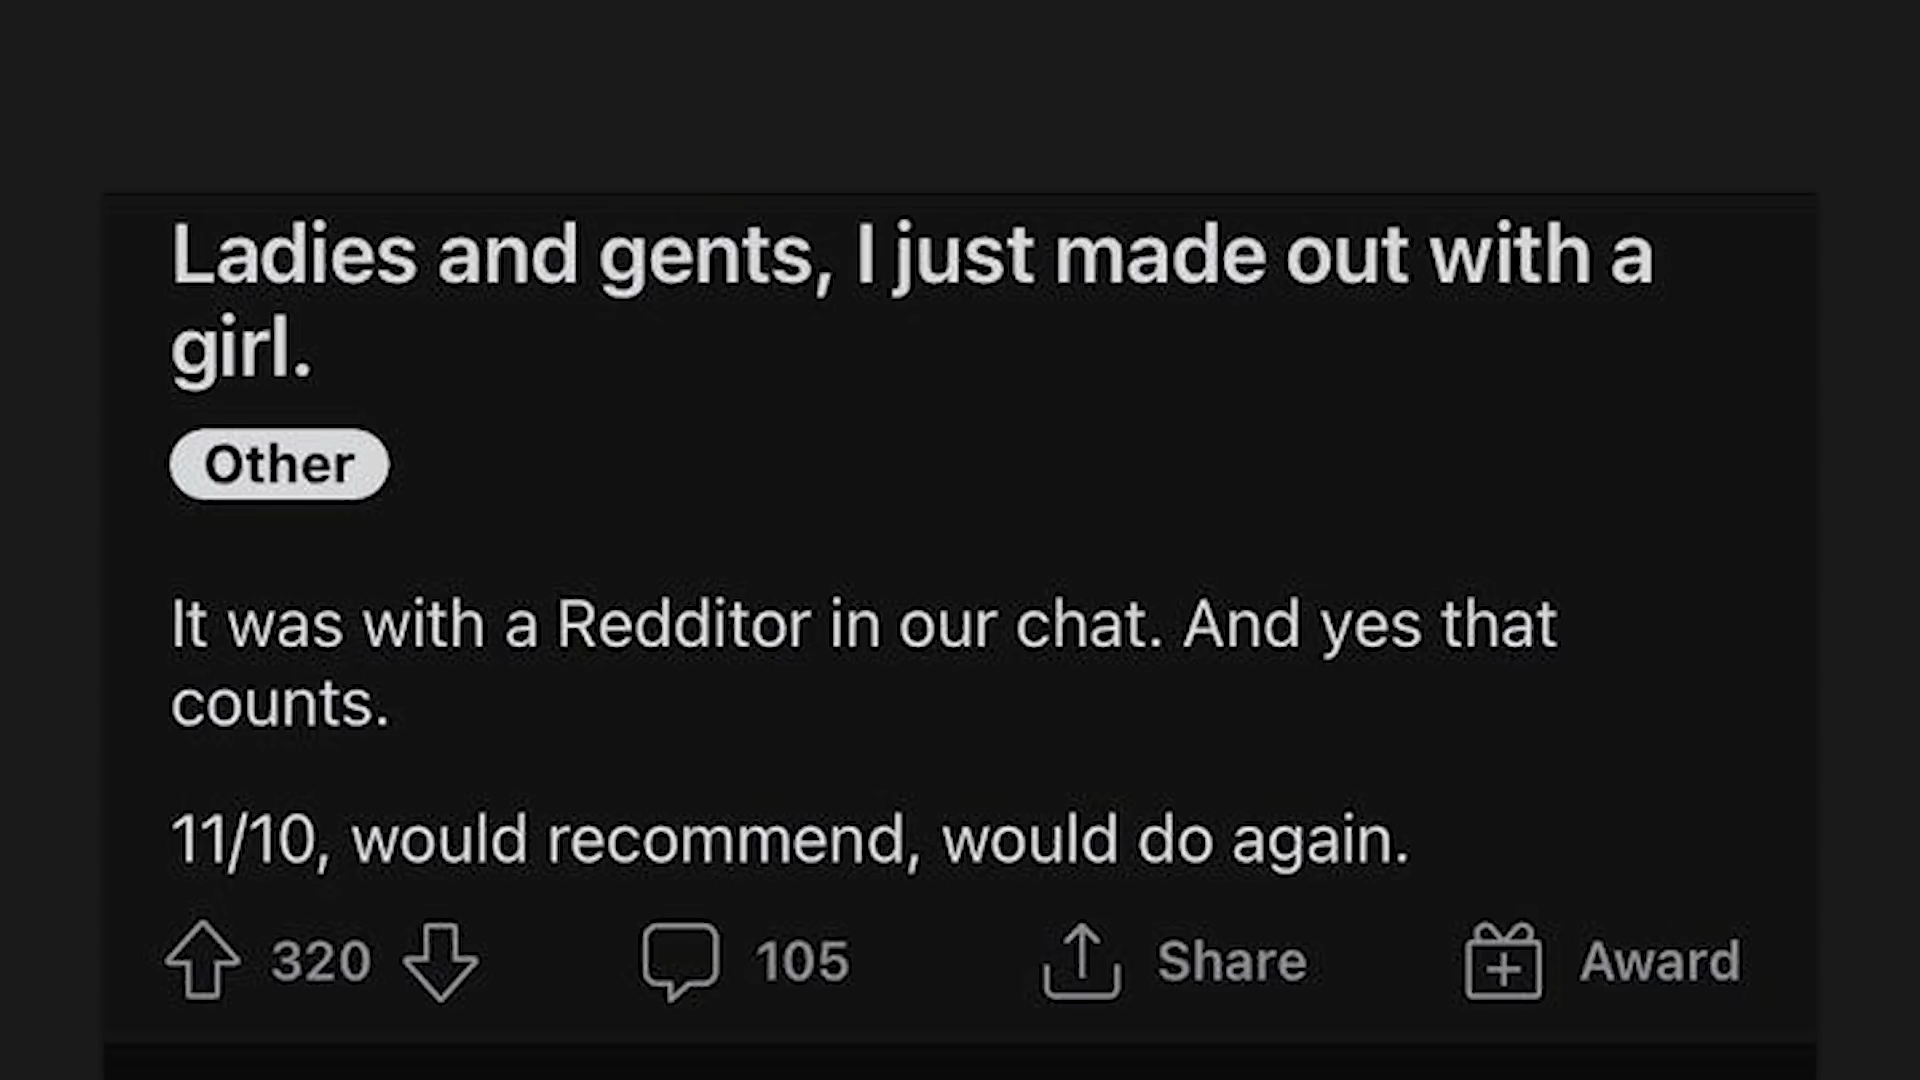 Ladies and gents, I just made out with a
girl.
Other
It was with a Redditor in our chat. And yes that
counts.
11/10, would recommend, would do again.
320 105 Share Award